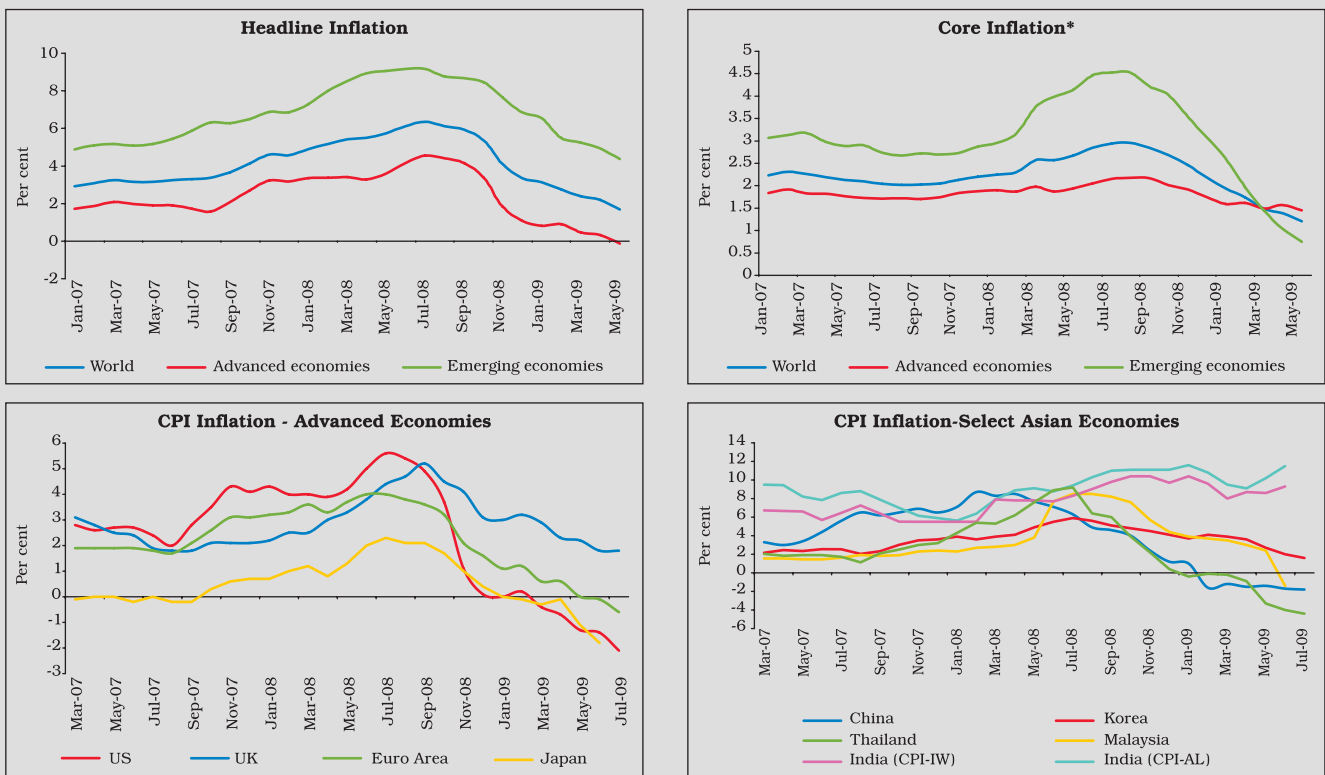 Headline Inflation
Per cent
10
8
6
4
2
0
-2
Jan-07
Mar-07
May-07
Jul-07
Sep-07
Nov-07
Jan-08
Mar-08
May-08
Jul-08
Sep-08
Nov-08
Jan-09
Mar-09
May-09
World
Advanced economies
Emerging economies
Core Inflation*
Per cent
5
4.5
4
3.5
3
2.5
2
1.5
1
0.5
0
Jan-07
Mar-07
May-07
Jul-07
Sep-07
Nov-07
Jan-08
Mar-08
May-08
Jul-08
Sep-08
Nov-08
Jan-09
Mar-09
May-09
World
Advanced economies
Emerging economies
CPI Inflation - Advanced Economies
Per cent
6
5
4
3
2
1
0
-1
-2
-3
Mar-07
May-07
Jul-07
Sep-07
Nov-07
Jan-08
Mar-08
May-08
Jul-08
Sep-08
Nov-08
Jan-09
Mar-09
May-09
Jul-09
US
UK
Euro Area
Japan
CPI Inflation-Select Asian Economies
Per cent
14
12
10
8
6
4
2
0
-2
-4
-6
Mar-07
May-07
Jul-07
Sep-07
Nov-07
Jan-08
Mar-08
May-08
Jul-08
Sep-08
Nov-08
Jan-09
Mar-09
May-09
Jul-09
China
Korea
Thailand
Malaysia
India (CPI-IW)
India (CPI-AL)